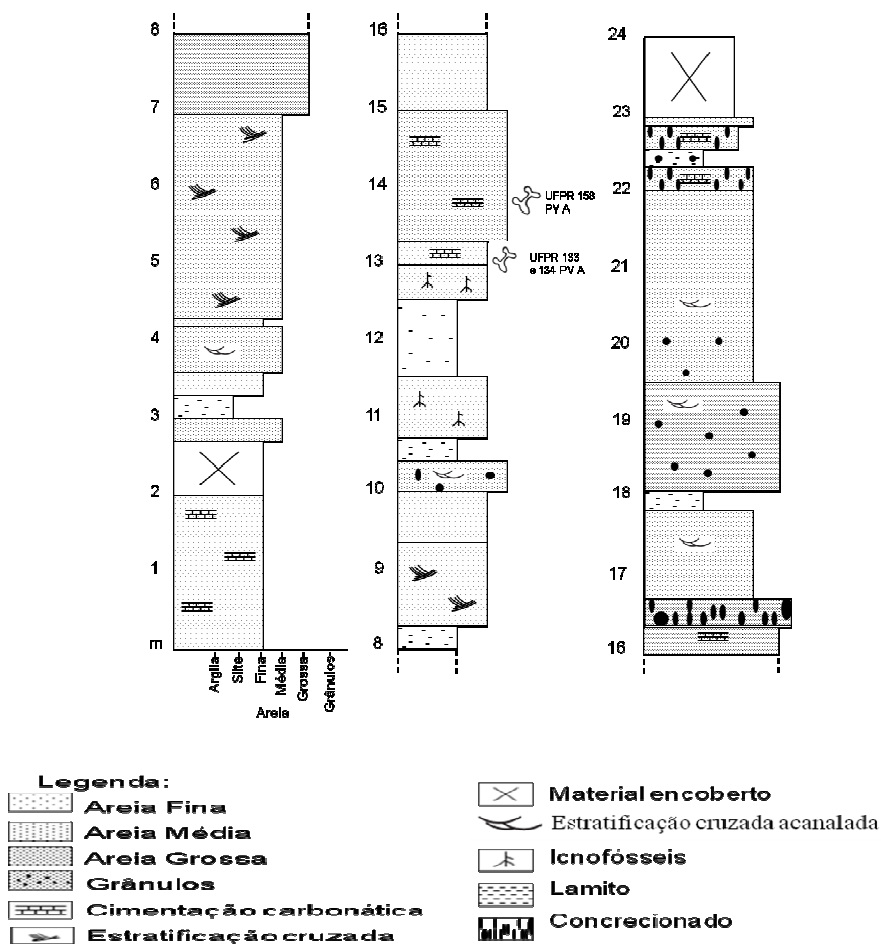 8
7
6
5
4
3
2
1
m
Argila
Silte
Fina
Média
Grossa
Grânulos
Areia
16
15
14
13
12
11
10
9
8
UFPR 158
PV A
UFPR 133
e 134 PV A
24
23
22
21
20
19
18
17
16
Legenda:
Areia Fina
Areia Média
Areia Grossa
Grânulos
Cimentação carbonática
Estratificação cruzada
Material encoberto
Estratificação cruzada acanalada
Icnofósseis
Lamito
Concrecionado